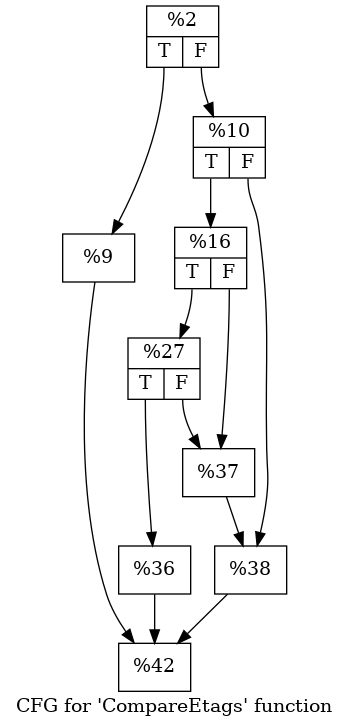 %2
T F
%10
T F
%9
%16
T F
%27
T F
%37
%36
%38
%42
CFG for 'CompareEtags' function